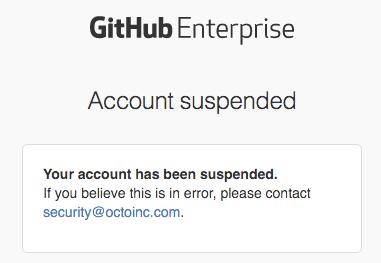 GitHub Enterprise
Account suspended
Your account has been suspended.
If you believe this is in error, please contact
security@octoinc.com.